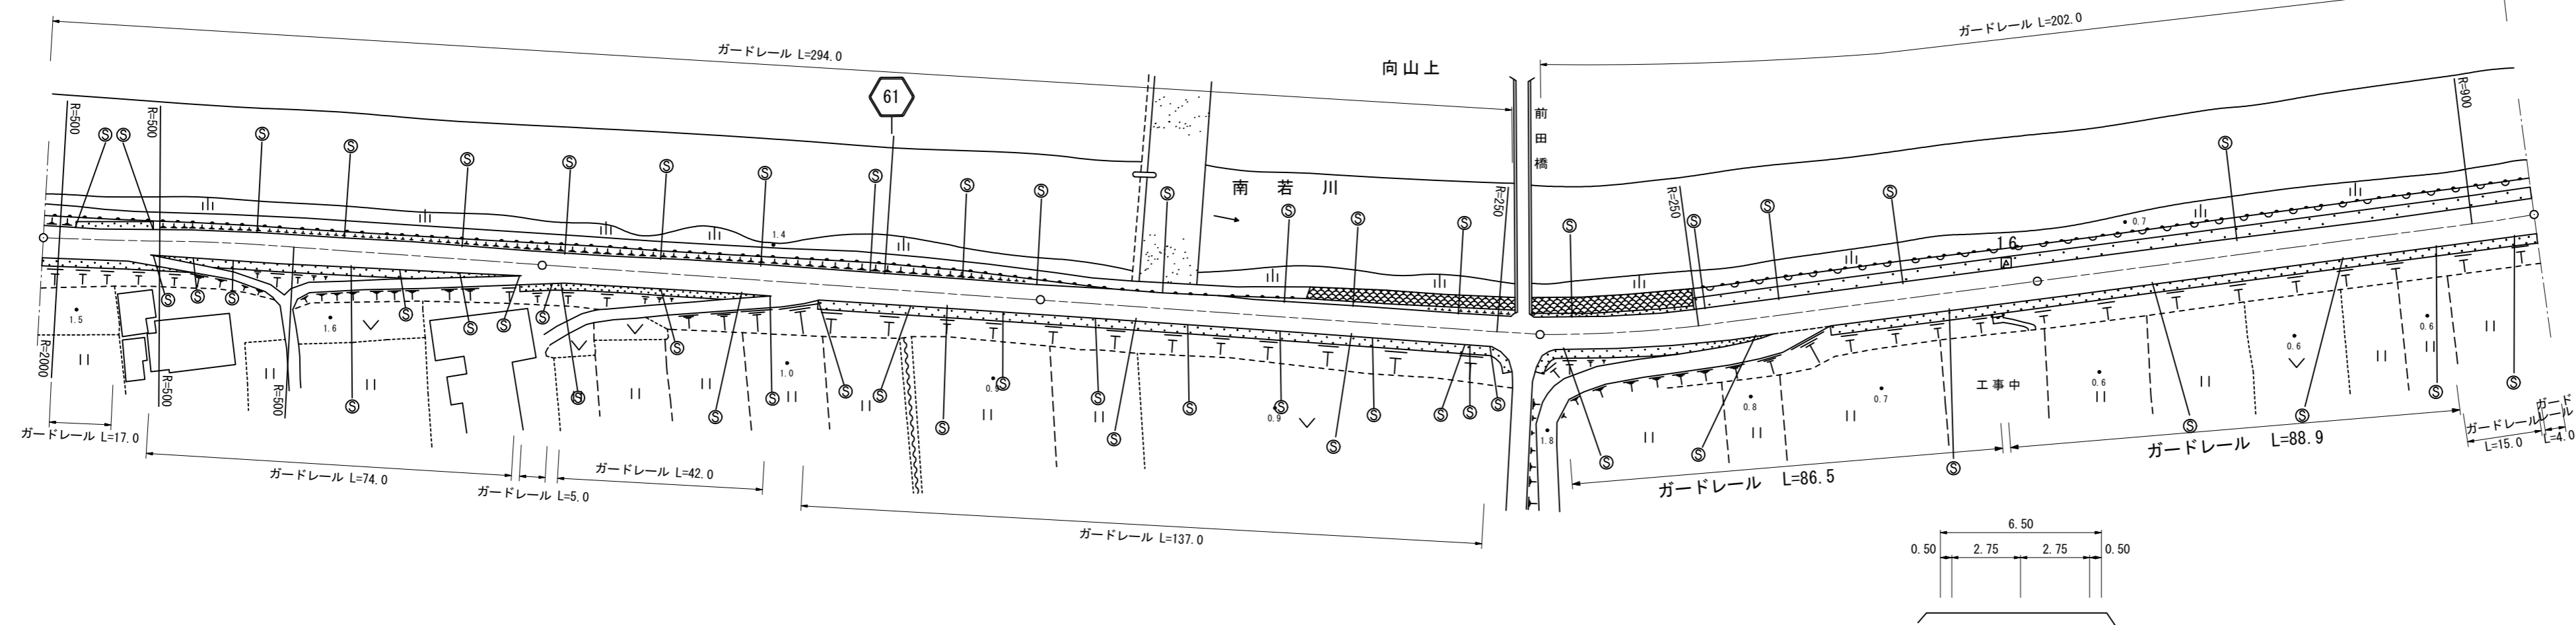 ガードレール L=294.0
ガードレール L=202.0
向山上
61
前田橋
南若川
R=500
R=500
R=250
R=250
R=900
S S S S S S S S S S S S S S S S S S S S S S
1.4
0.7
16
A
1.5
1.6
1.0
0.9
0.9
1.8
0.8
0.7
工事中
0.6
0.6
0.6
R=2000
R=500
R=500
S S S S S S S S S S S S S S S S S S S S S S S S S S S S S S S S S
ガードレール L=17.0
ガードレール L=74.0
ガードレール L=5.0
ガードレール L=42.0
ガードレール L=137.0
ガードレール L=86.5
ガードレール L=88.9
ガードレール
L=15.0
ガード
レール
L=4.0
6.50
0.50 2.75 2.75 0.50